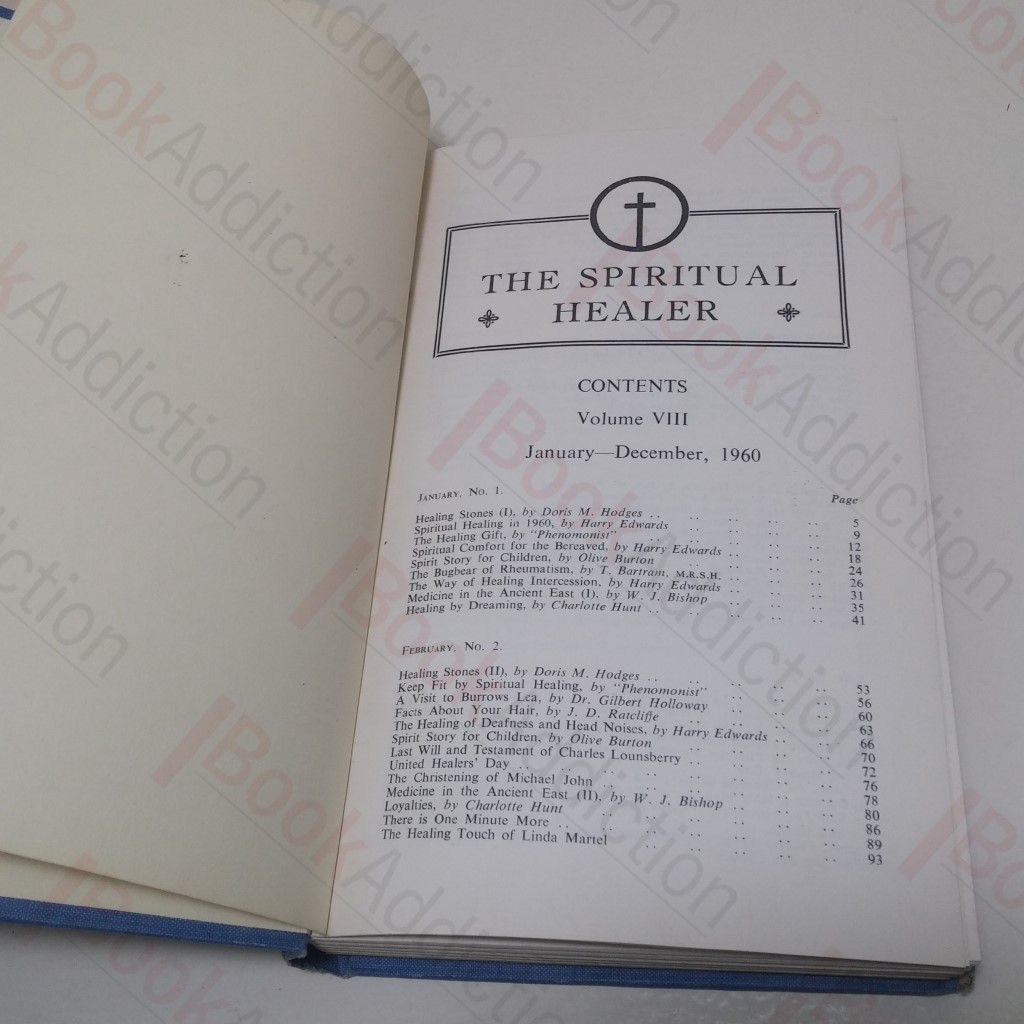 THE SPIRITUAL
HEALER
CONTENTS
Volume VIII
January—December, 1960
JANUARY, No. 1. Page
Healing Stones (I), by Doris M. Hodges .. .. .. .. .. 5
Spiritual Healing in 1960, by Harry Edwards .. .. .. .. 9
The Healing Gift, by "Phenomonist" .. .. .. .. .. 12
Spiritual Comfort for the Bereaved, by Harry Edwards .. .. .. .. 18
Spirit Story for Children, by Olive Burton .. .. .. .. 24
The Bugbear of Rheumatism, by T. Bartram, M.R.S.H. .. .. .. 26
The Way of Healing Intercession, by Harry Edwards .. .. .. .. 31
Medicine in the Ancient East (I), by W. J. Bishop .. .. .. .. 35
Healing by Dreaming, by Charlotte Hunt .. .. .. .. .. 41
FEBRUARY, No. 2.
Healing Stones (II), by Doris M. Hodges .. .. .. .. .. 53
Keep Fit by Spiritual Healing, by "Phenomonist" .. .. .. 56
A Visit to Burrows Lea, by Dr. Gilbert Holloway .. .. .. 60
Facts About Your Hair, by J. D. Ratcliffe .. .. .. .. 63
The Healing of Deafness and Head Noises, by Harry Edwards .. .. 66
Spirit Story for Children, by Olive Burton .. .. .. .. 70
Last Will and Testament of Charles Lounsberry .. .. .. .. 72
United Healers' Day .. .. .. .. .. .. 76
The Christening of Michael John .. .. .. .. .. 78
Medicine in the Ancient East (II), by W. J. Bishop .. .. .. 80
Loyalties, by Charlotte Hunt .. .. .. .. .. 86
There is One Minute More .. .. .. .. .. .. 89
The Healing Touch of Linda Martel .. .. .. .. .. 93
BookAddiction